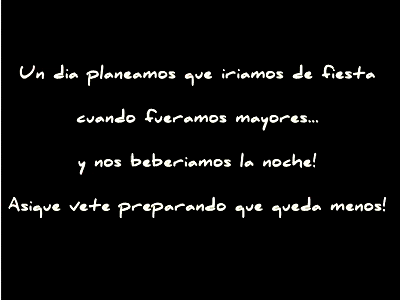 Un dia planeamos que iriamos de fiesta
cuando fueramos mayores...
y nos beberiamos la noche!
Asique vete preparando que queda menos!